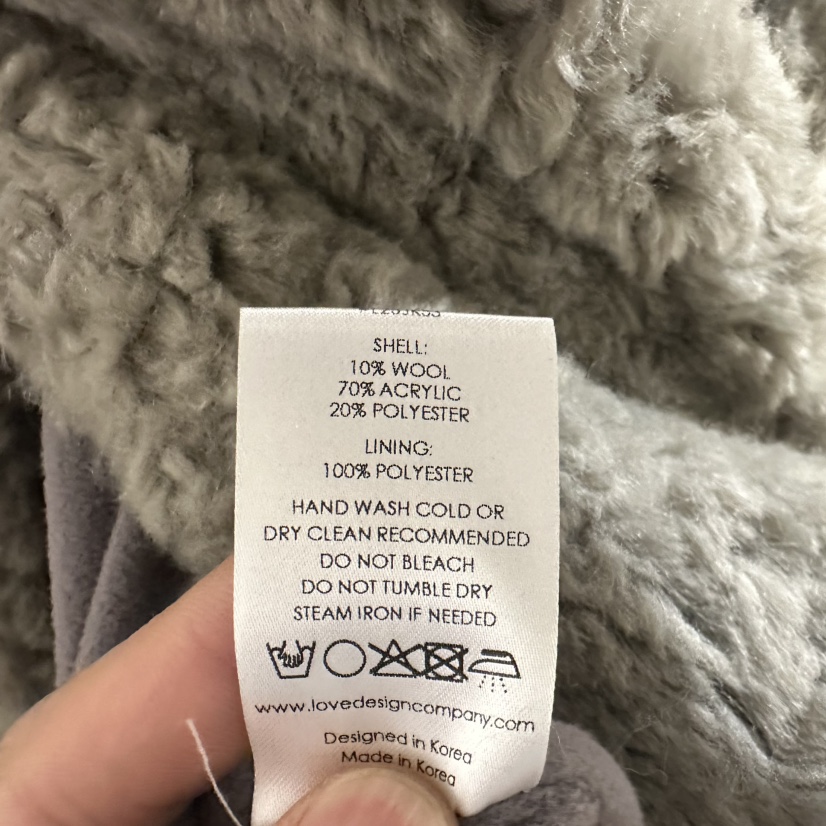 SHELL:
10% WOOL
70% ACRYLIC
20% POLYESTER
LINING:
100% POLYESTER
HAND WASH COLD OR
DRY CLEAN RECOMMENDED
DO NOT BLEACH
DO NOT TUMBLE DRY
STEAM IRON IF NEEDED
www.lovedesigncompany.com
Designed in Korea
Made in Korea